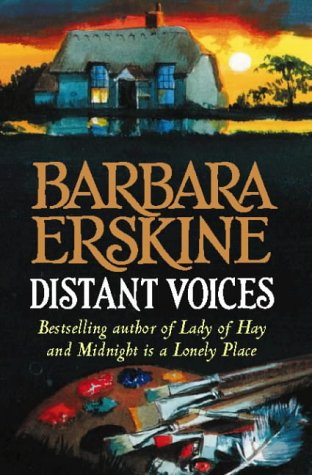 BARBARA
ERSKINE
DISTANT VOICES
Bestselling author of Lady of Hay
and Midnight is a Lonely Place